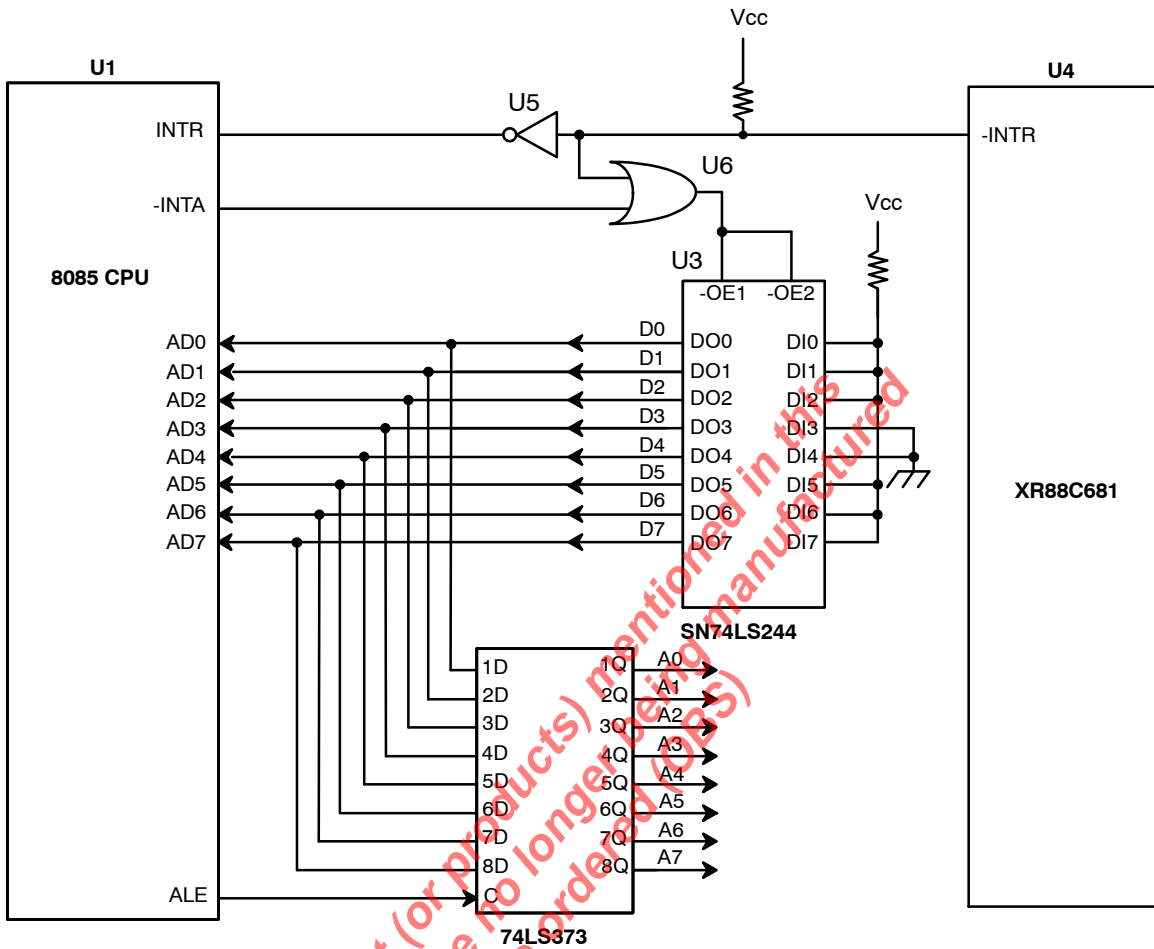 Vcc
U1
U4
U5
INTR
-INTR
U6
-INTA
Vcc
8085 CPU
U3
-OE1 -OE2
AD0 D0 DO0 DI0
AD1 D1 DO1 DI1
AD2 D2 DO2 DI2
AD3 D3 DO3 DI3
AD4 D4 DO4 DI4
AD5 D5 DO5 DI5
AD6 D6 DO6 DI6
AD7 D7 DO7 DI7
XR88C681
SN74LS244
1D 1Q A0
2D 2Q A1
3D 3Q A2
4D 4Q A3
5D 5Q A4
6D 6Q A5
7D 7Q A6
8D 8Q A7
ALE C
74LS373
(or products) mentioned in this
no longer being manufactured
ordered (OBS)